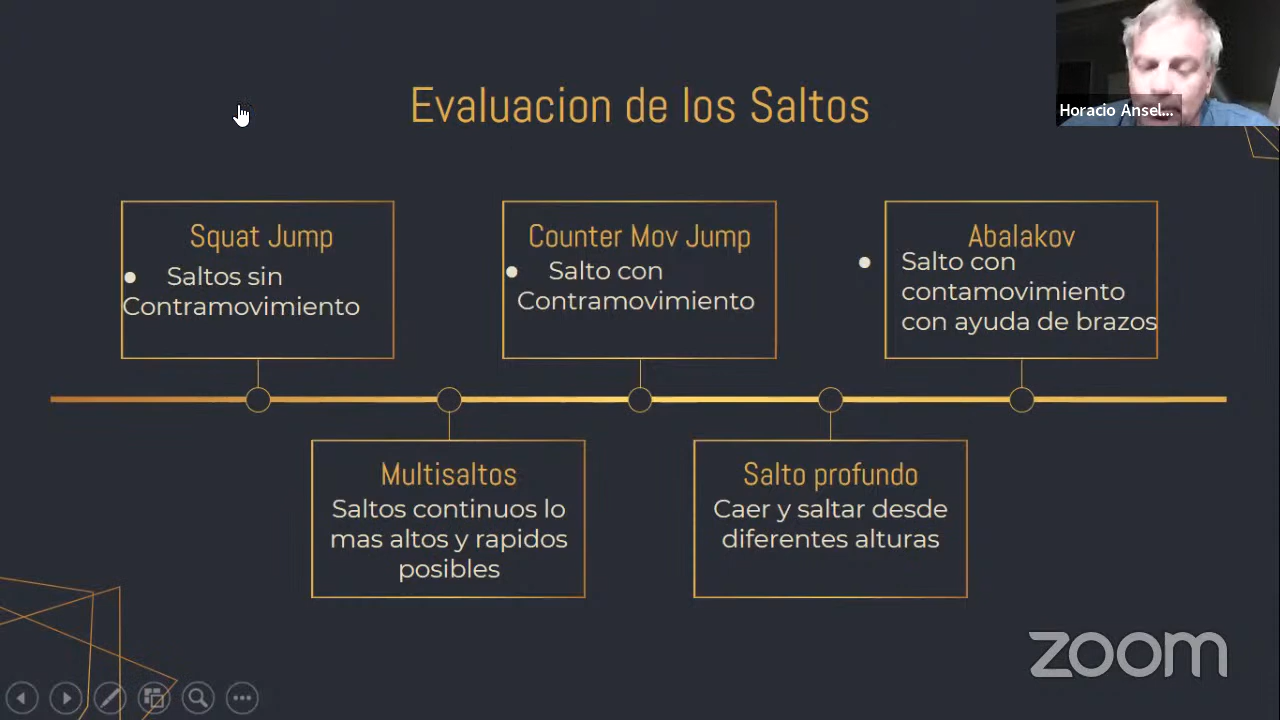 Evaluacion de los Saltos
Horacio Ansel...
Squat Jump
● Saltos sin
Contramovimiento
Counter Mov Jump
● Salto con
Contramovimiento
Abalakov
● Salto con
contamovimiento
con ayuda de brazos
Multisaltos
Saltos continuos lo
mas altos y rapidos
posibles
Salto profundo
Caer y saltar desde
diferentes alturas
zoom